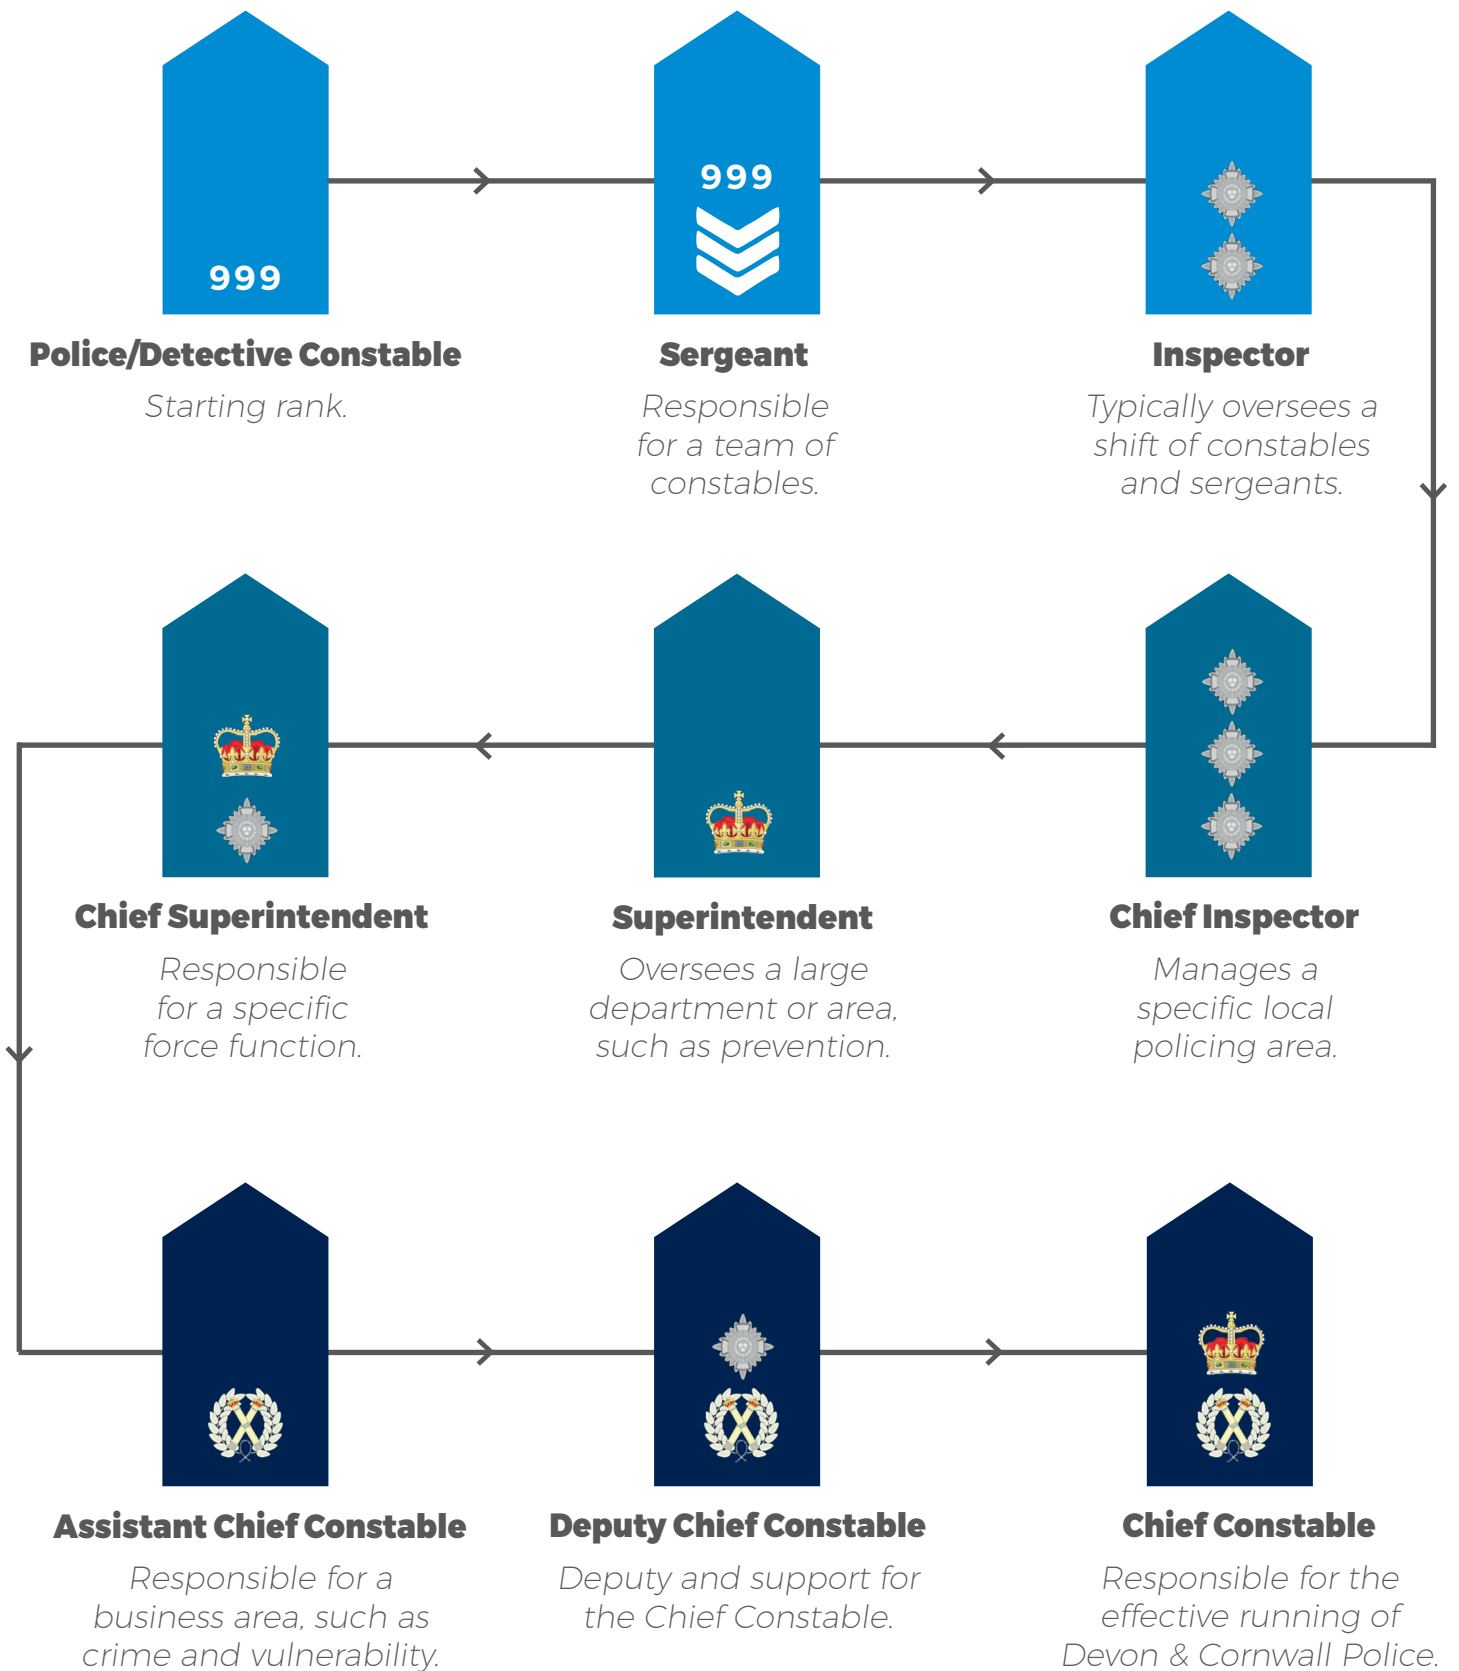 999
Police/Detective Constable
Starting rank.
999
Sergeant
Responsible
for a team of
constables.
Inspector
Typically oversees a
shift of constables
and sergeants.
Chief Inspector
Manages a
specific local
policing area.
Superintendent
Oversees a large
department or area,
such as prevention.
Chief Superintendent
Responsible
for a specific
force function.
Assistant Chief Constable
Responsible for a
business area, such as
crime and vulnerability.
Deputy Chief Constable
Deputy and support for
the Chief Constable.
Chief Constable
Responsible for the
effective running of
Devon & Cornwall Police.